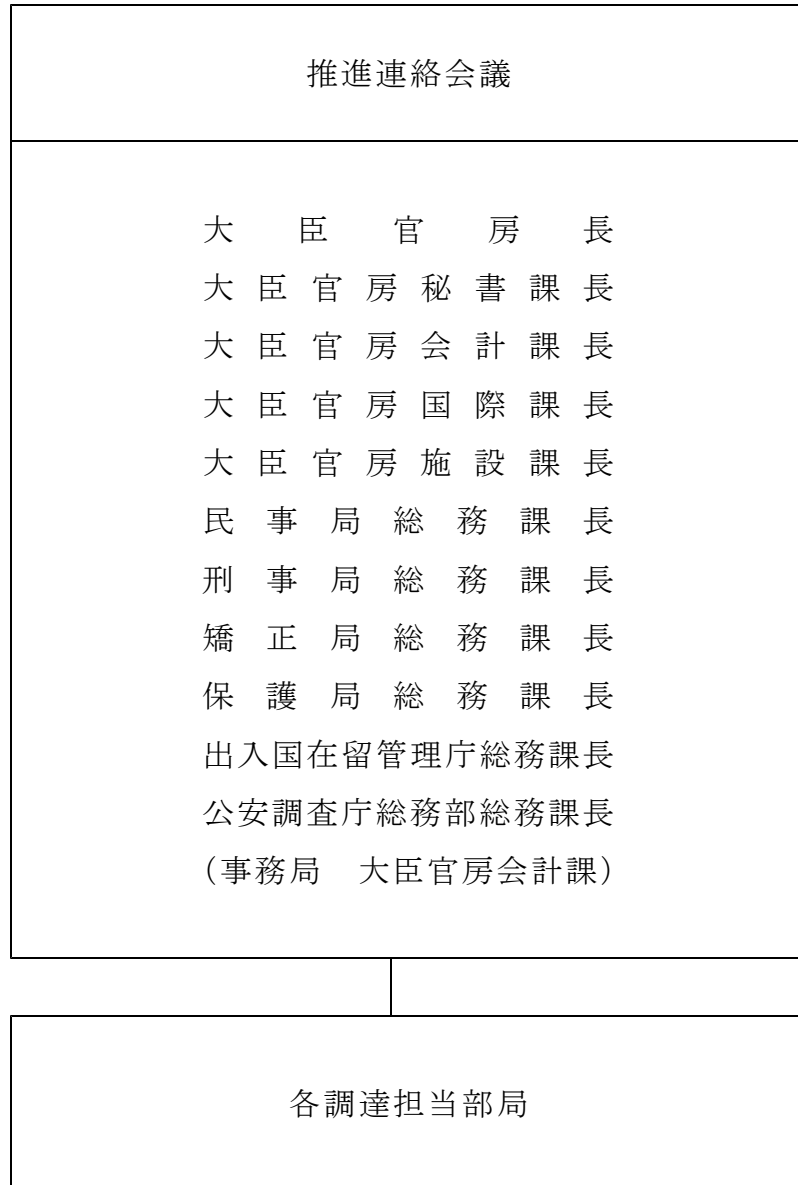 推進連絡会議
大臣官房長
大臣官房秘書課長
大臣官房会計課長
大臣官房国際課長
大臣官房施設課長
民事局総務課長
刑事局総務課長
矯正局総務課長
保護局総務課長
出入国在留管理庁総務課長
公安調査庁総務部総務課長
(事務局　大臣官房会計課)
各調達担当部局